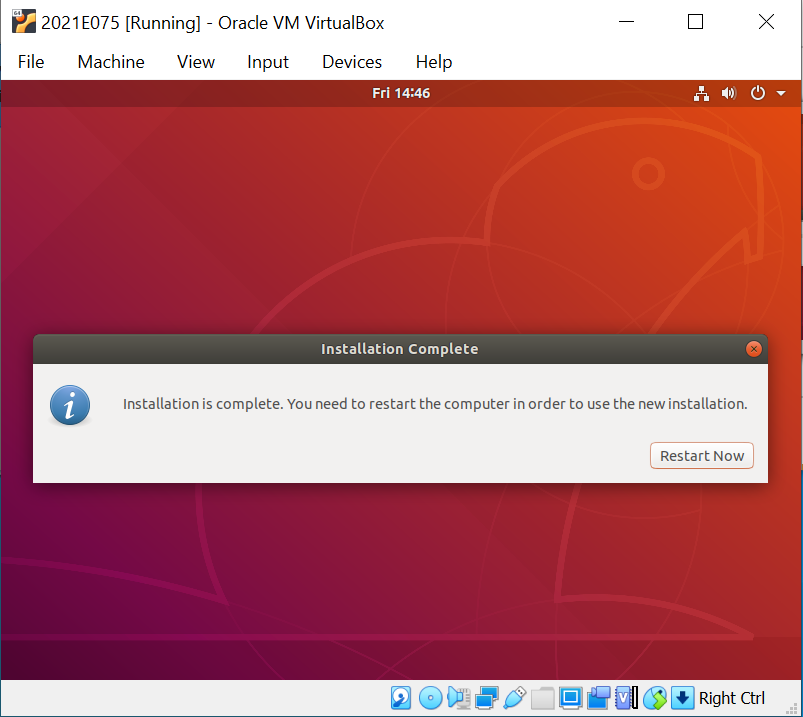 2021E075 [Running] - Oracle VM VirtualBox
File Machine View Input Devices Help
Fri 14:46
Installation Complete
Installation is complete. You need to restart the computer in order to use the new installation.
Restart Now
Right Ctrl